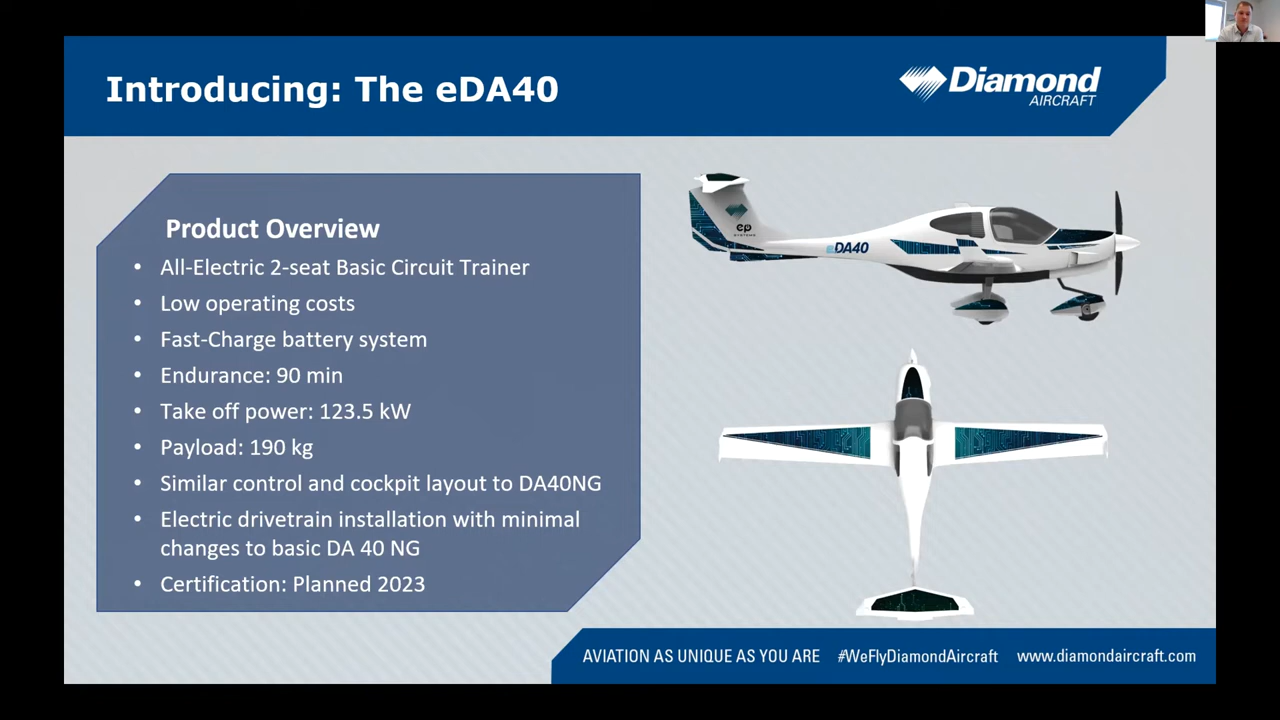 Introducing: The eDA40
Diamond
AIRCRAFT
Product Overview
• All-Electric 2-seat Basic Circuit Trainer
• Low operating costs
• Fast-Charge battery system
• Endurance: 90 min
• Take off power: 123.5 kW
• Payload: 190 kg
• Similar control and cockpit layout to DA40NG
• Electric drivetrain installation with minimal
changes to basic DA 40 NG
• Certification: Planned 2023
ep
SYSTEMS
eDA40
AVIATION AS UNIQUE AS YOU ARE #WeFlyDiamondAircraft www.diamondaircraft.com